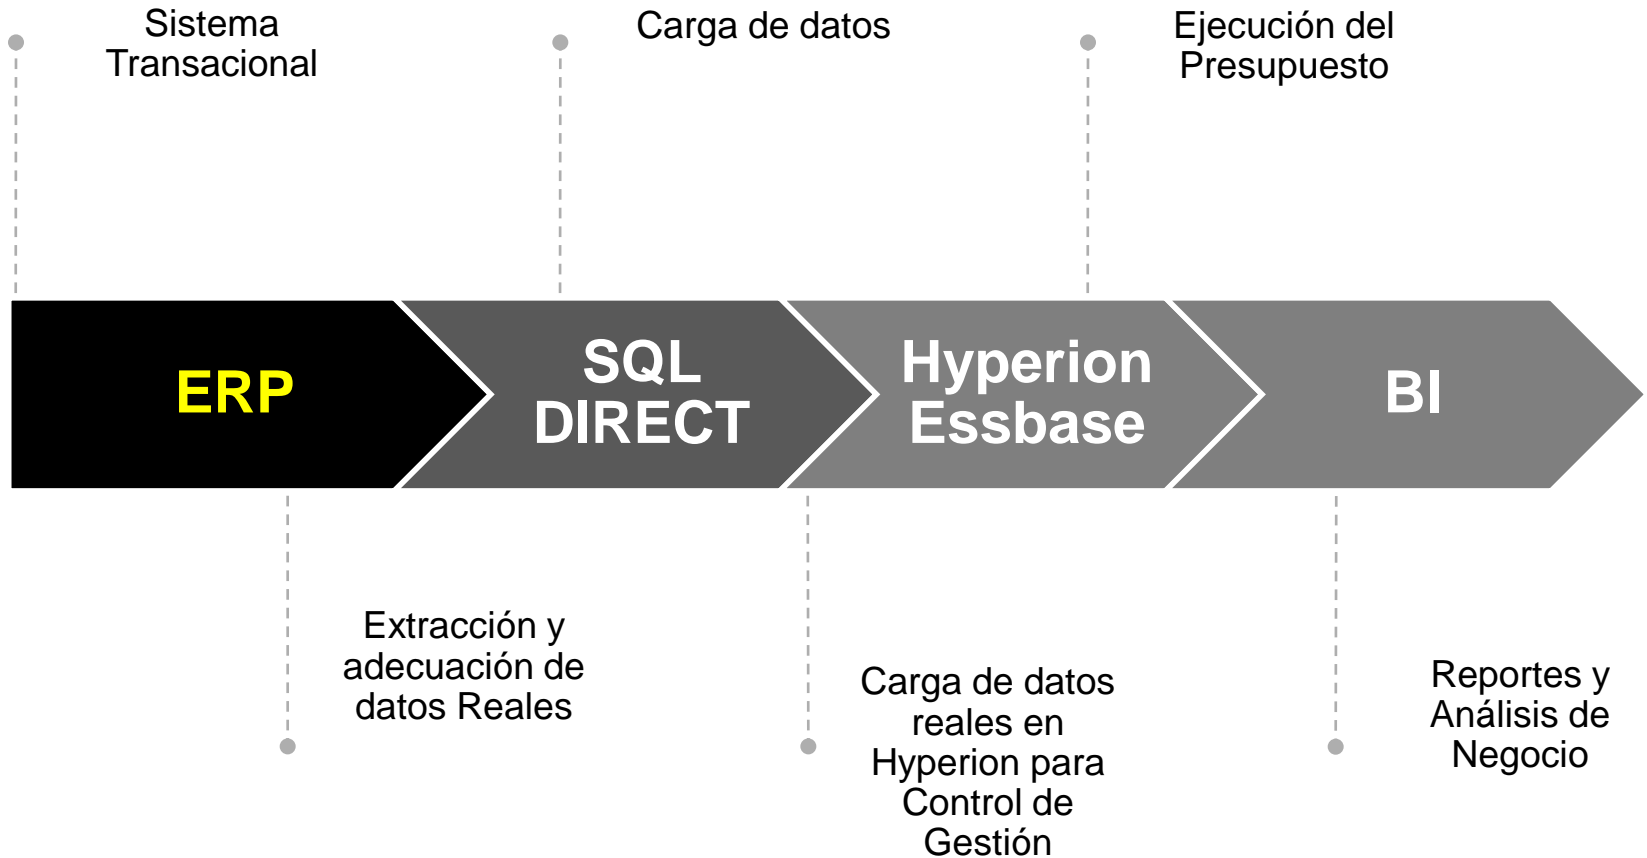 Sistema
Transacional
Carga de datos
Ejecución del
Presupuesto
ERP
SQL
DIRECT
Hyperion
Essbase
BI
Extracción y
adecuación de
datos Reales
Carga de datos
reales en
Hyperion para
Control de
Gestión
Reportes y
Análisis de
Negocio